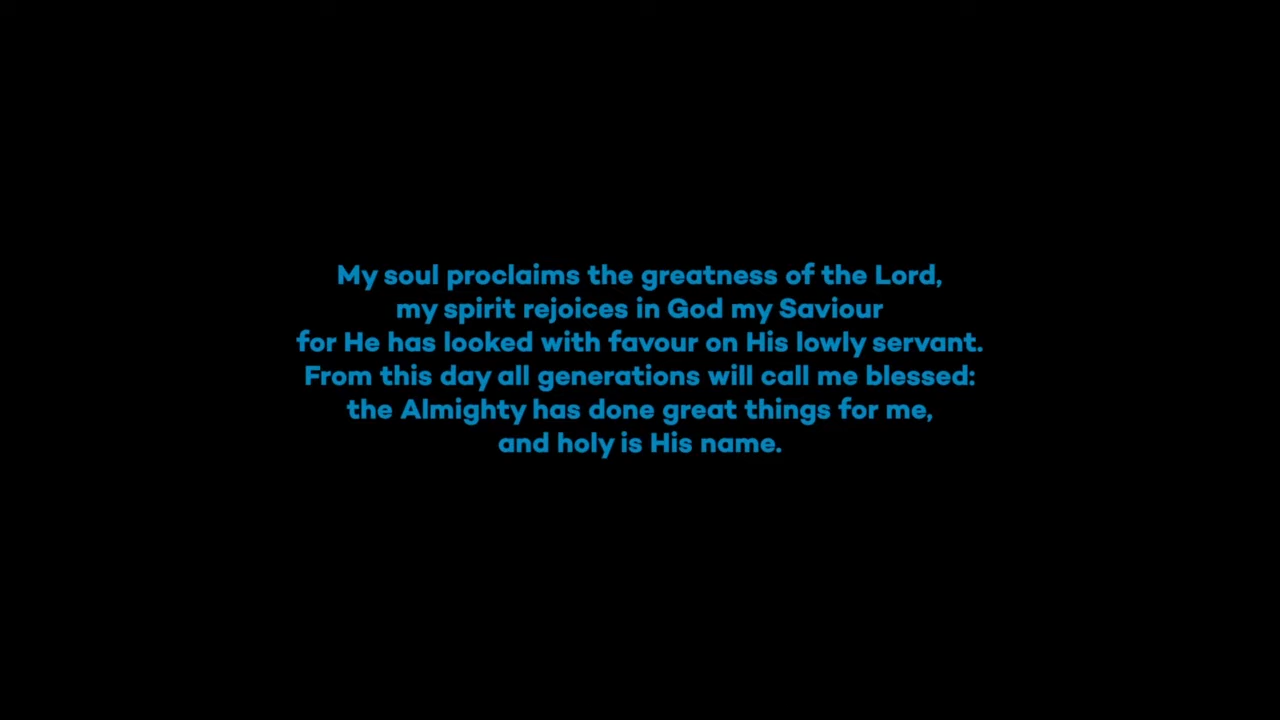 My soul proclaims the greatness of the Lord,
my spirit rejoices in God my Saviour
for He has looked with favour on His lowly servant.
From this day all generations will call me blessed:
the Almighty has done great things for me,
and holy is His name.